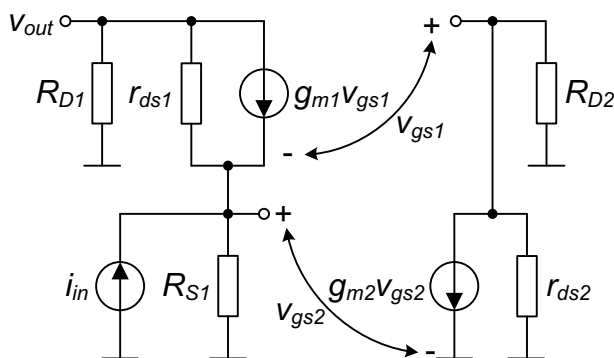 v_out
+
R_D1
r_ds1
g_m1v_gs1
R_D2
v_gs1
-
+
i_in
R_S1
g_m2v_gs2
r_ds2
v_gs2
-